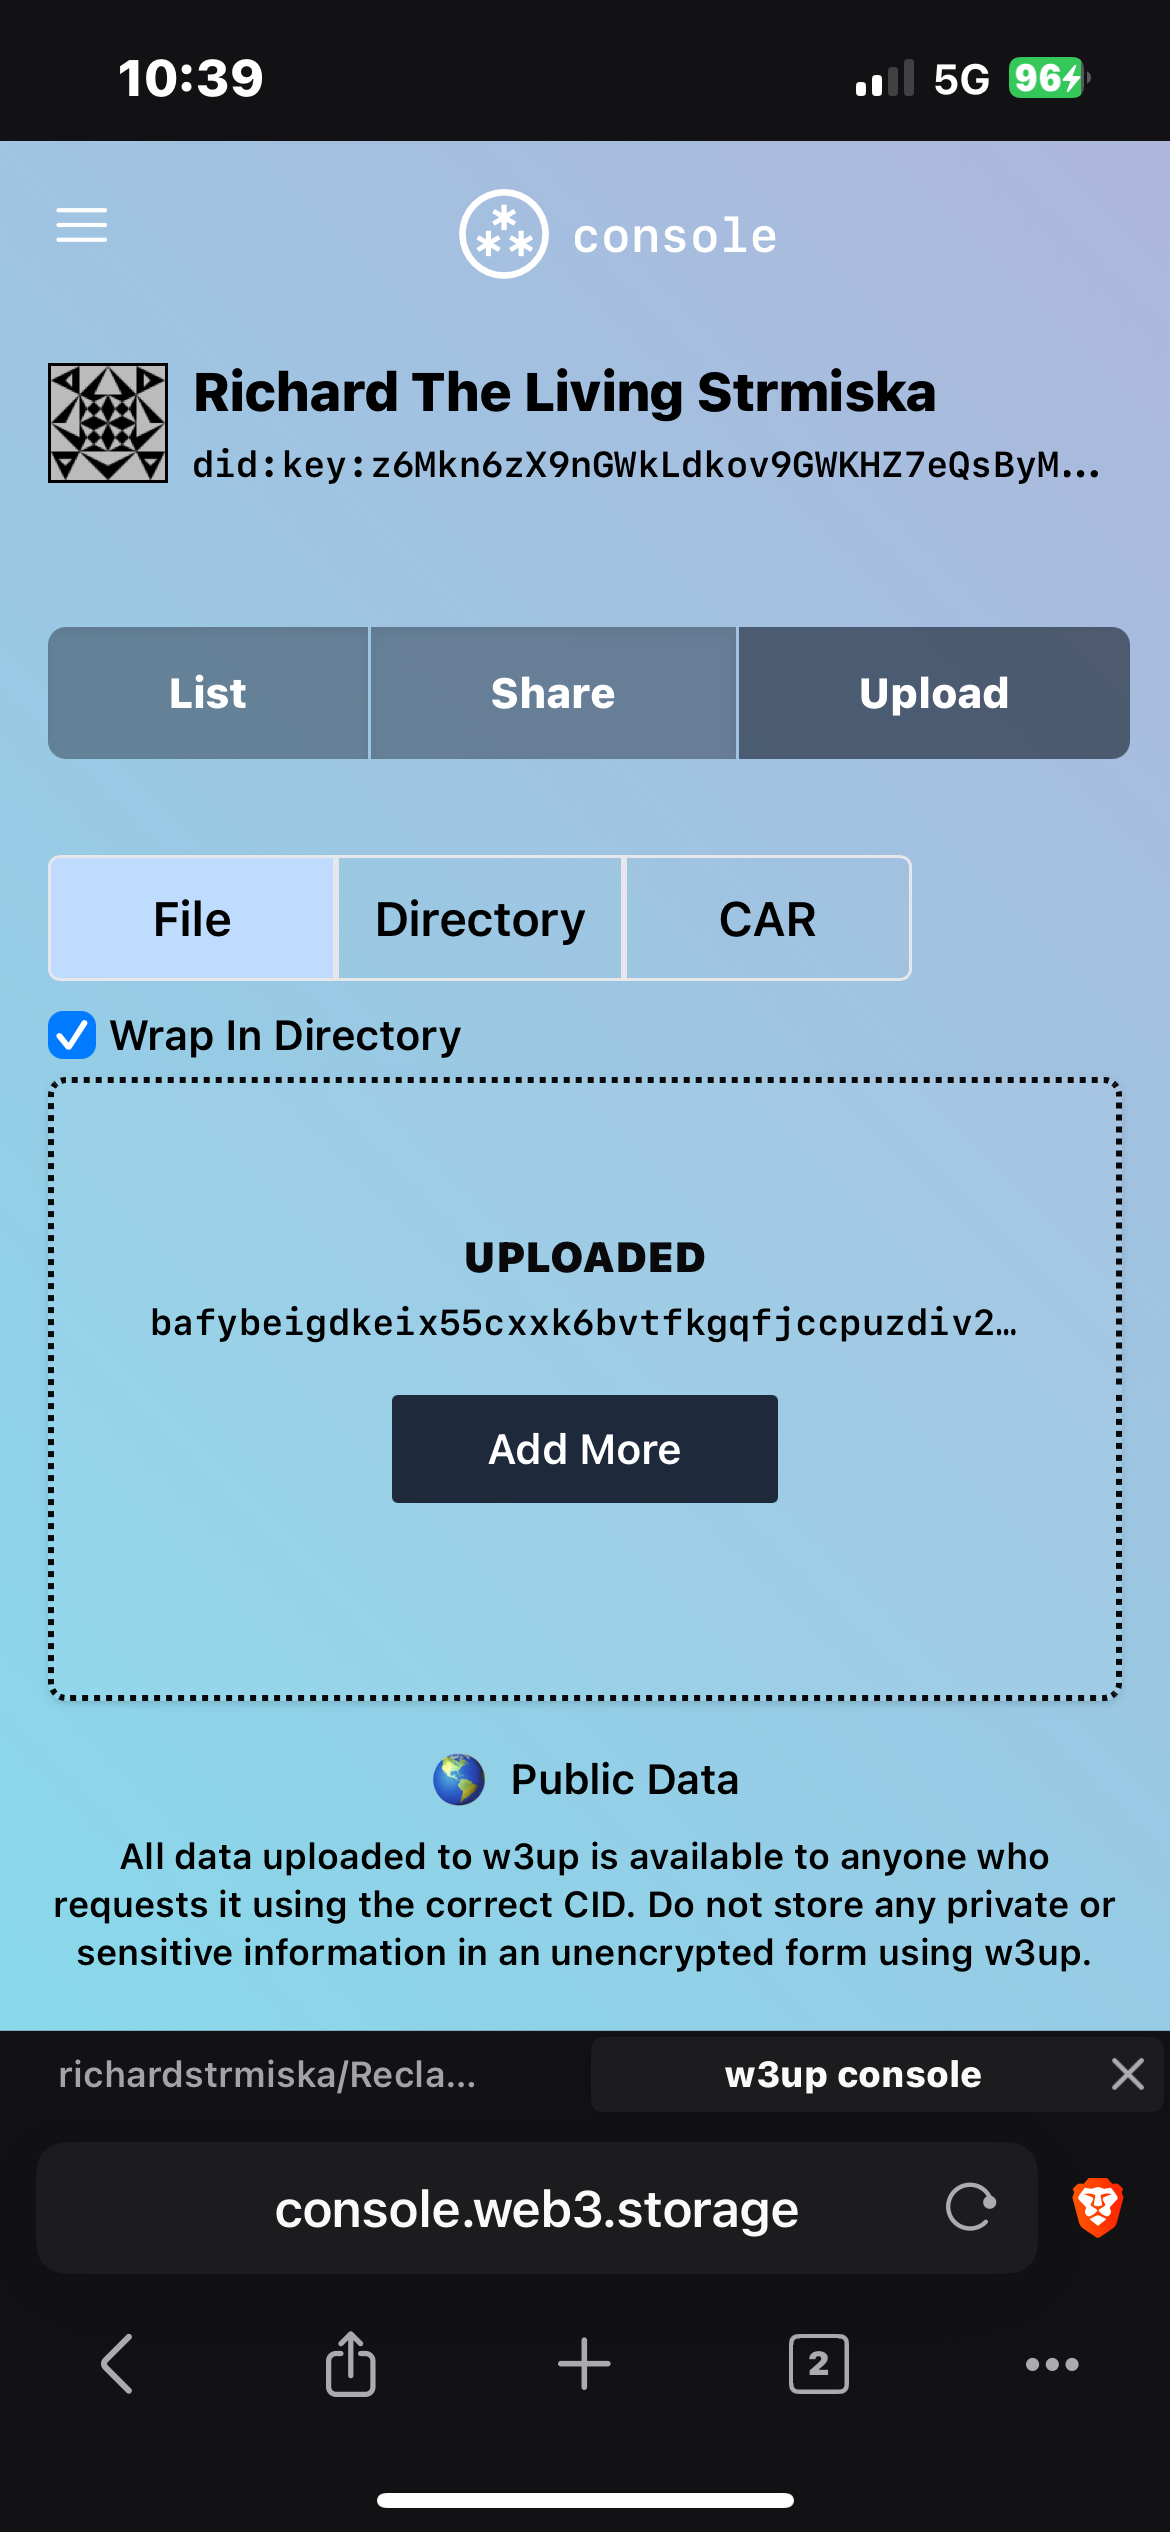 10:39
5G
96
console
Richard The Living Strmiska
did:key:z6Mkn6zX9nGWkLdkov9GWKHZ7eQsByM...
List
Share
Upload
File
Directory
CAR
Wrap In Directory
UPLOADED
bafybeigdkeix55cxxk6bvtfkgqfjccpuzdiv2…
Add More
Public Data
All data uploaded to w3up is available to anyone who
requests it using the correct CID. Do not store any private or
sensitive information in an unencrypted form using w3up.
richardstrmiska/Recla...
w3up console
console.web3.storage
2